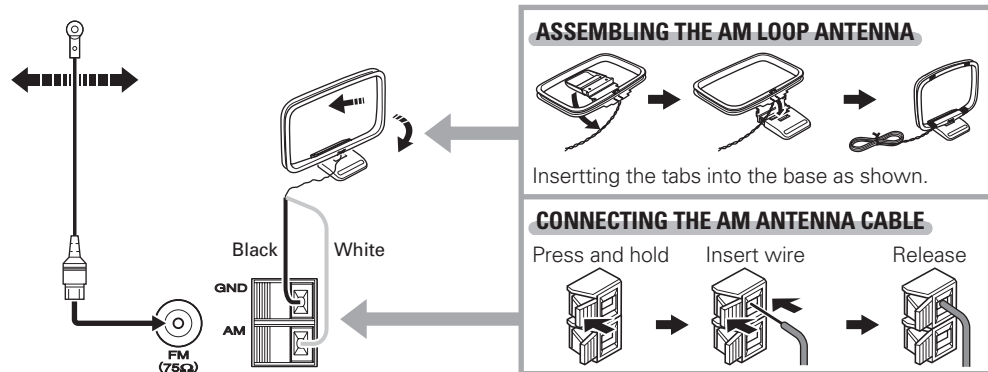 ASSEMBLING THE AM LOOP ANTENNA
Insertting the tabs into the base as shown.
CONNECTING THE AM ANTENNA CABLE
Press and hold
Insert wire
Release
Black
White
GND
AM
FM
(75Ω)